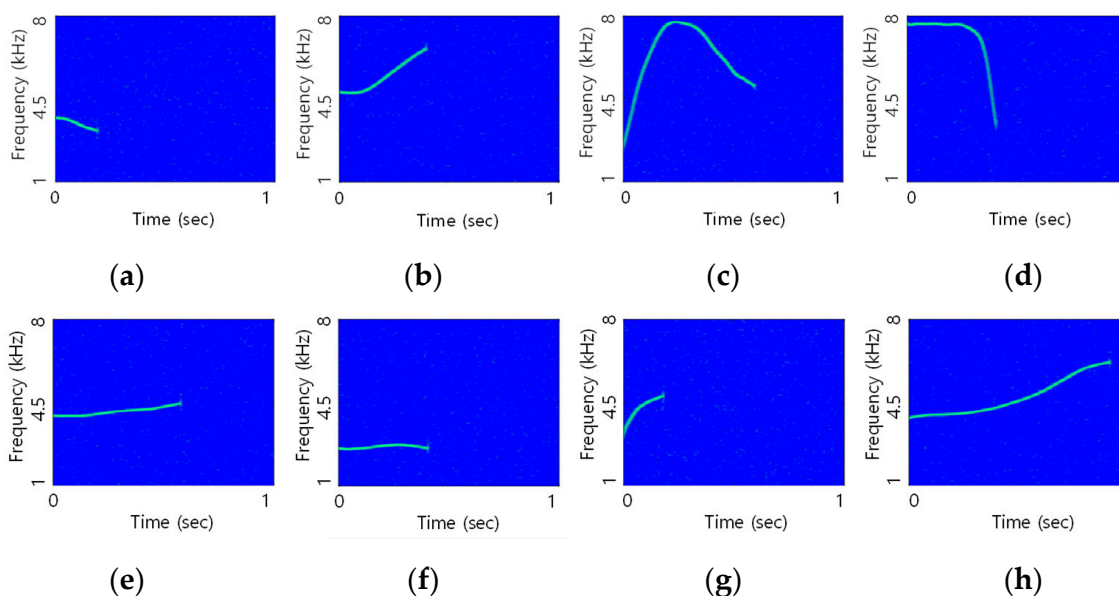 Frequency (kHz)
8
4.5
1
0
1
Time (sec)
(a)
Frequency (kHz)
8
4.5
1
0
1
Time (sec)
(b)
Frequency (kHz)
8
4.5
1
0
1
Time (sec)
(c)
Frequency (kHz)
8
4.5
1
0
Time (sec)
(d)
Frequency (kHz)
8
4.5
1
0
1
Time (sec)
(e)
Frequency (kHz)
8
4.5
1
0
1
Time (sec)
(f)
Frequency (kHz)
8
4.5
1
0
1
Time (sec)
(g)
Frequency (kHz)
8
4.5
1
0
Time (sec)
(h)